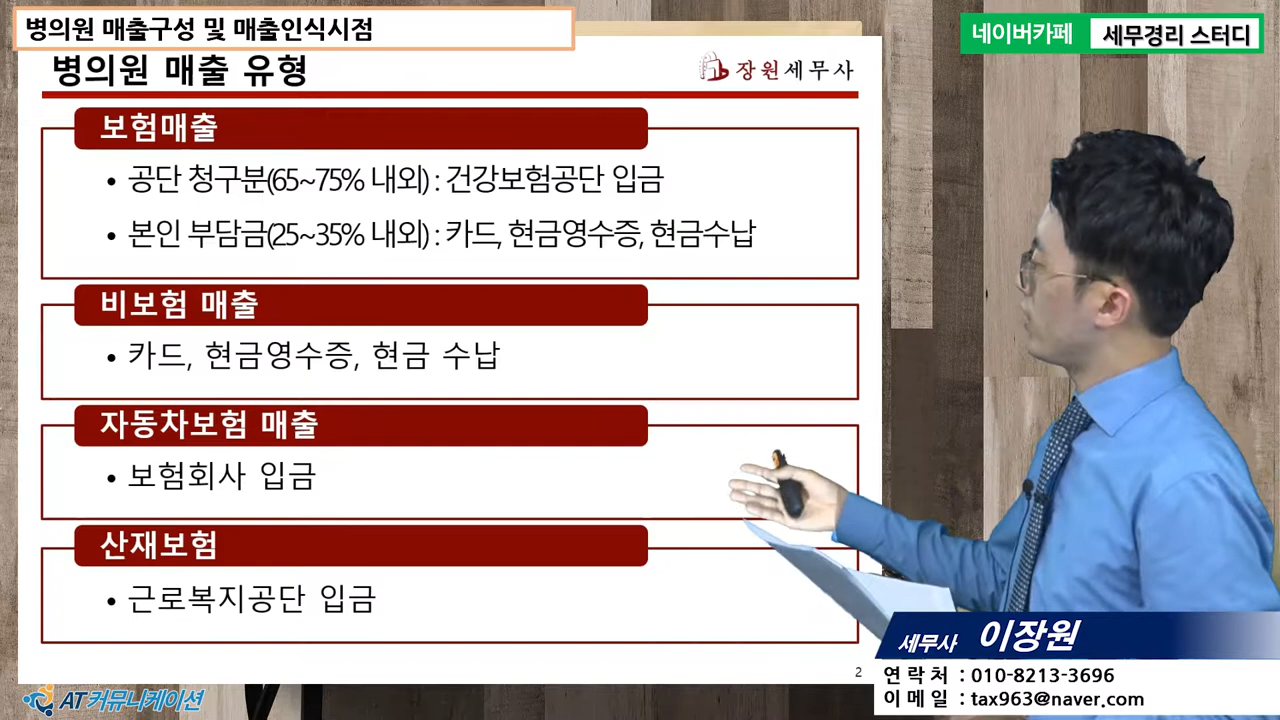 병의원 매출구성 및 매출인식시점
네이버카페 세무경리 스터디
병의원 매출 유형
장원세무사
보험매출
• 공단 청구분(65~75% 내외) : 건강보험공단 입금
• 본인 부담금(25~35% 내외) : 카드, 현금영수증, 현금수납
비보험 매출
• 카드, 현금영수증, 현금 수납
자동차보험 매출
• 보험회사 입금
산재보험
• 근로복지공단 입금
2
세무사 이장원
연 락 처 : 010-8213-3696
이 메 일 : tax963@naver.com
AT커뮤니케이션